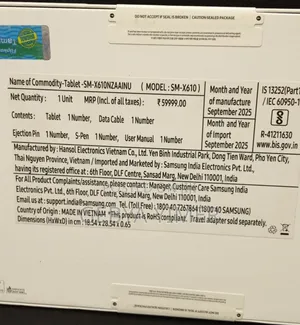 DO NOT ACCEPT IF SEAL IS BROKEN / OPENED THIS PACKAGE
Name of Commodity-Tablet -SM-X610NZAAINU ( MODEL : SM-X610 )
Net Quantity : 1 Unit MRP (Incl. of all taxes) : ₹ 59999.00
Contents : Tablet 1 Number, Data Cable 1 Number
Ejection Pin 1 Number, S-Pen 1 Number, User Manual 1 Number
Month and Year of manufacture September 2025
Month and Year of Import September 2025
IS 13252(Part1
/ IEC 60950-1
R-41211630
www.bis.gov.in
Manufactured by : Hansol Electronics Vietnam Co., Ltd. Yen Binh Industrial Park, Dong Tien Ward, Pho Yen City,
Thai Nguyen Province, Vietnam / Imported and Marketed by : Samsung India Electronics Pvt. Ltd.,
having its registered office at : 6th Floor, DLF Centre, Sansad Marg, New Delhi 110001, India
For All Product Complaints/assistance, please contact : Manager, Customer Care Samsung India
Electronics Pvt. Ltd., 6th Floor, DLF Centre, Sansad Marg, New Delhi 110001, India
Email us at : support.india@samsung.com Tel. (Toll Free) : 1800 40 7267864 (1800 40 SAMSUNG)
Country of Origin : MADE IN VIETNAM *This product is RoHS compliant. Travel adapter sold separately.
Dimensions (HxWxD) in cm : 18.54 x 28.54 x 0.65